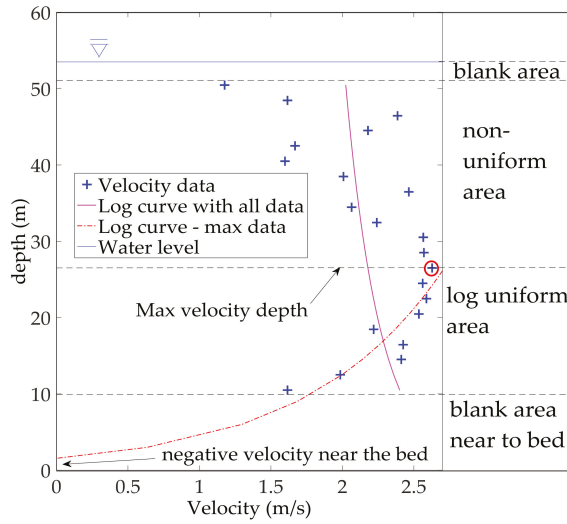 60
50
40
30
20
10
0
depth (m)
0
0.5
1
1.5
2
2.5
Velocity (m/s)
Velocity data
Log curve with all data
Log curve - max data
Water level
Max velocity depth
negative velocity near the bed
blank area
non-
uniform
area
log uniform
area
blank area
near to bed